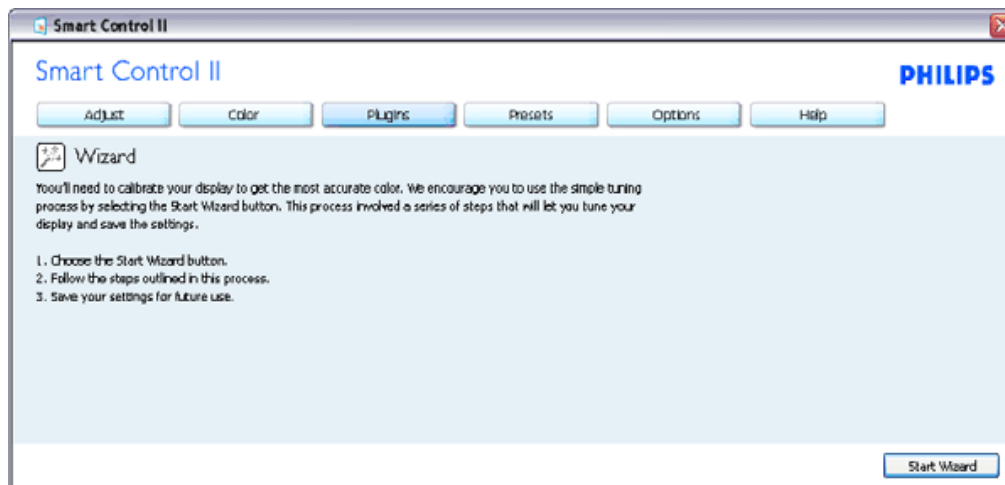 Smart Control II
Smart Control II
PHILIPS
Adjust
Color
Plugins
Presets
Options
Help
Wizard
Yoou'll need to calibrate your display to get the most accurate color. We encourage you to use the simple tuning
process by selecting the Start Wizard button. This process involved a series of steps that will let you tune your
display and save the settings.
1. Choose the Start Wizard button.
2. Follow the steps outlined in this process.
3. Save your settings for future use.
Start Wizard